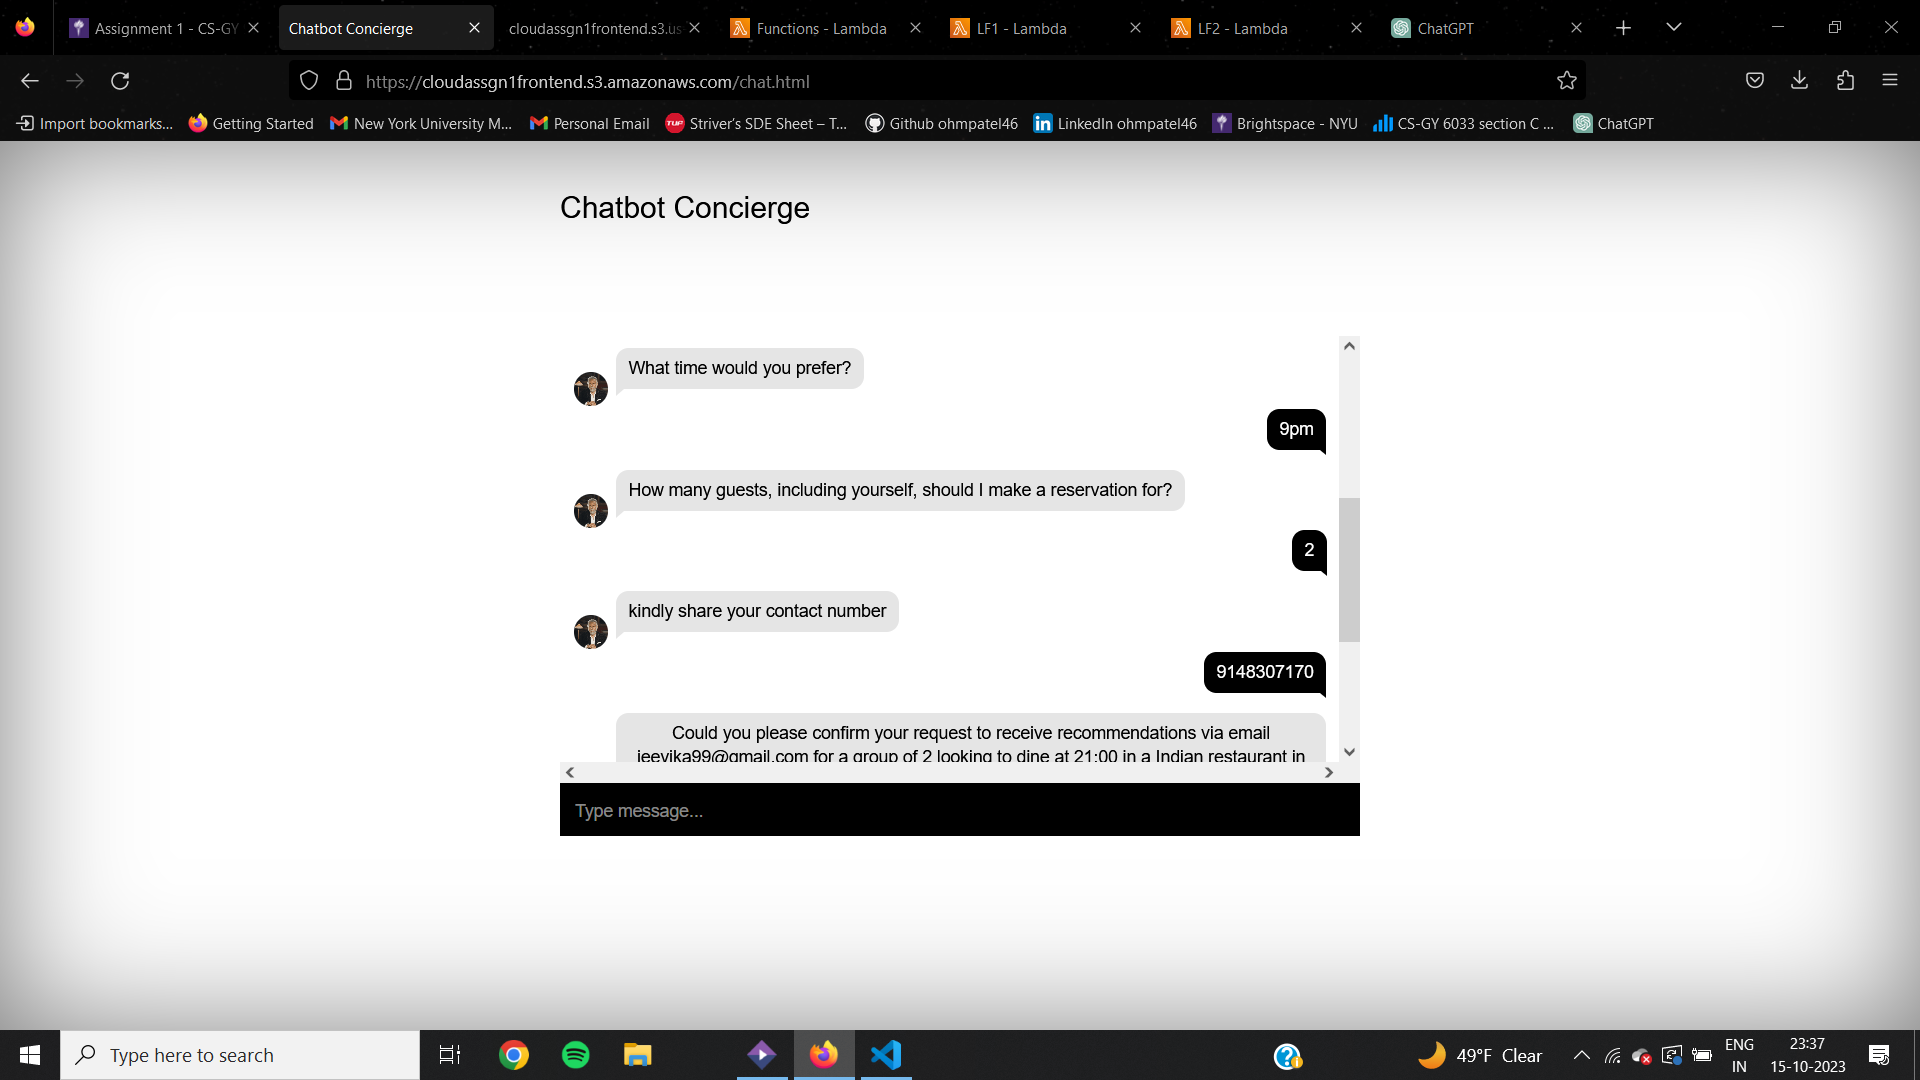 Assignment 1 - CS-GY
Chatbot Concierge
cloudassgn1frontend.s3.us
Functions - Lambda
LF1 - Lambda
LF2 - Lambda
ChatGPT
https://cloudassgn1frontend.s3.amazonaws.com/chat.html
Import bookmarks...
Getting Started
New York University M...
Personal Email
TUF
Striver's SDE Sheet – T...
Github ohmpatel46
LinkedIn ohmpatel46
Brightspace - NYU
CS-GY 6033 section C ...
ChatGPT
Chatbot Concierge
What time would you prefer?
9pm
How many guests, including yourself, should I make a reservation for?
2
kindly share your contact number
9148307170
Could you please confirm your request to receive recommendations via email
jeevika99@gmail.com for a group of 2 looking to dine at 21:00 in a Indian restaurant in
Type message...
Type here to search
49°F Clear
ENG
IN
23:37
15-10-2023